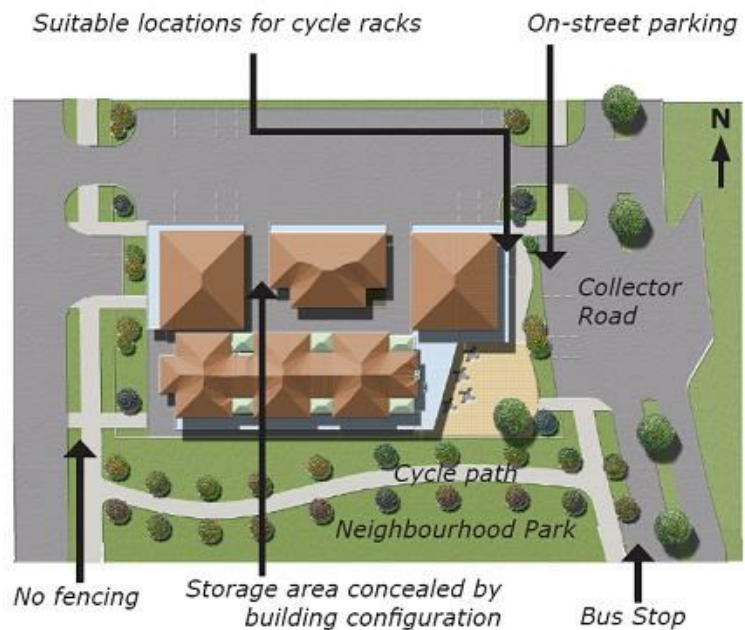 Suitable locations for cycle racks
On-street parking
N
Collector
Road
Cycle path
Neighbourhood Park
No fencing
Storage area concealed by
building configuration
Bus Stop